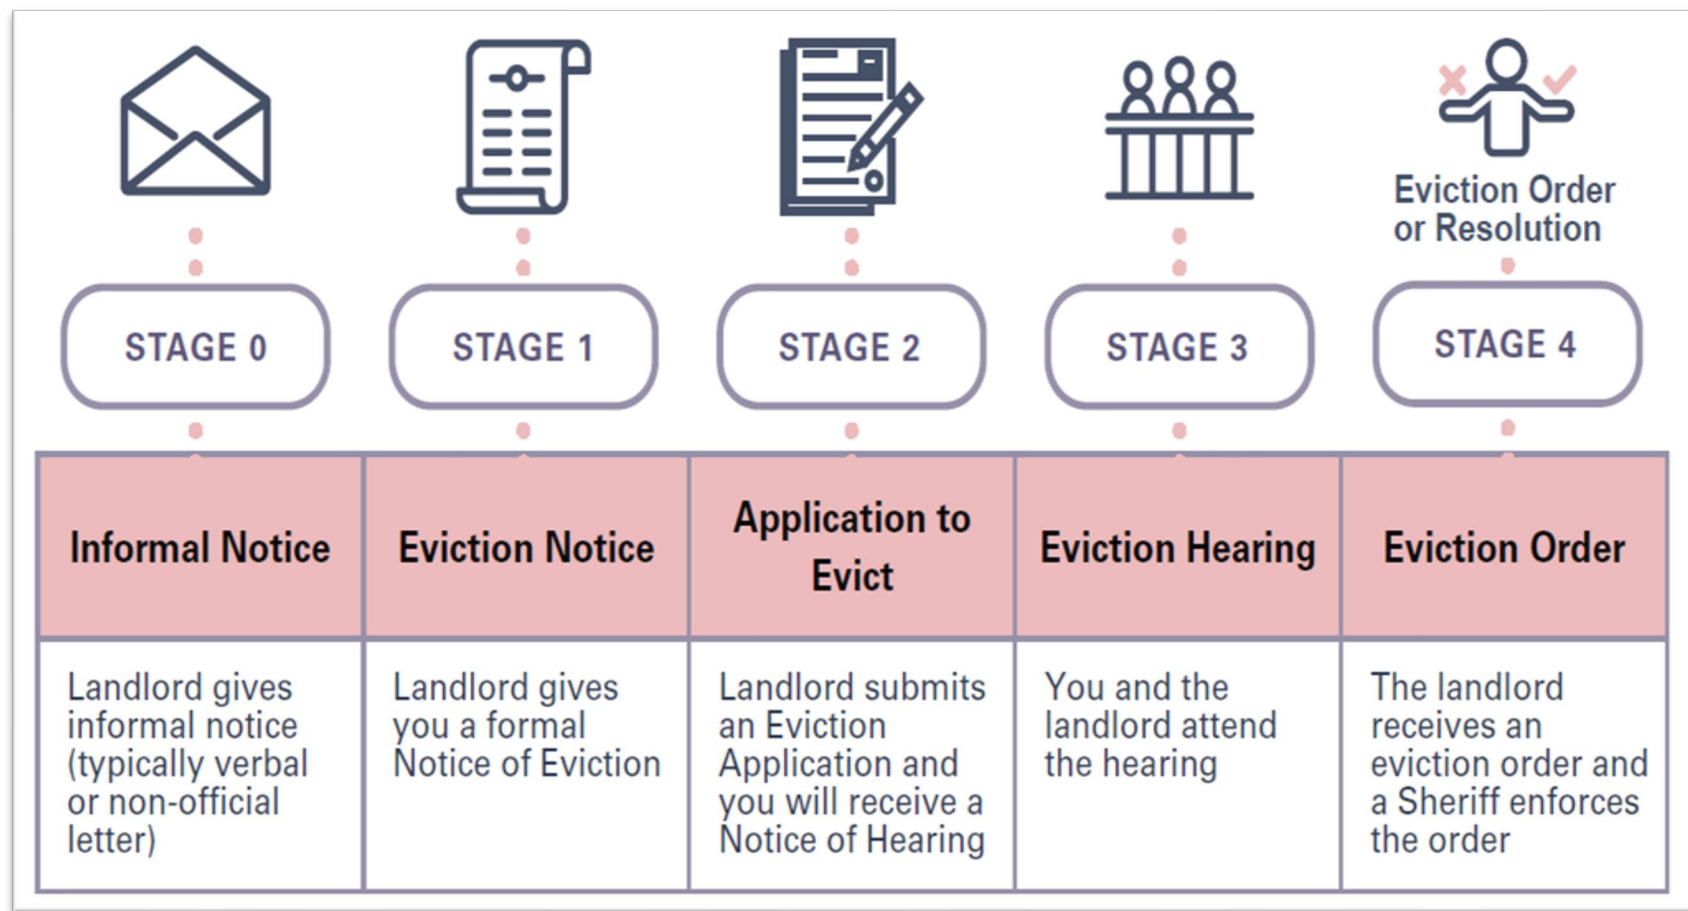 Eviction Order
or Resolution
STAGE 0
STAGE 1
STAGE 2
STAGE 3
STAGE 4
Informal Notice
Eviction Notice
Application to
Evict
Eviction Hearing
Eviction Order
Landlord gives
informal notice
(typically verbal
or non-official
letter)
Landlord gives
you a formal
Notice of Eviction
Landlord submits
an Eviction
Application and
you will receive a
Notice of Hearing
You and the
landlord attend
the hearing
The landlord
receives an
eviction order and
a Sheriff enforces
the order